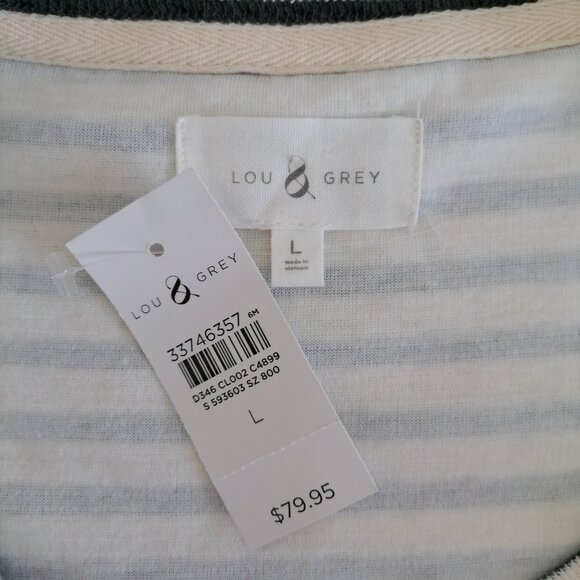 LOU & GREY
L
made in
vietnam
LOU & GREY
33746357 6M
D346 CL002 C4899
S 593603 SZ 800
L
$79.95